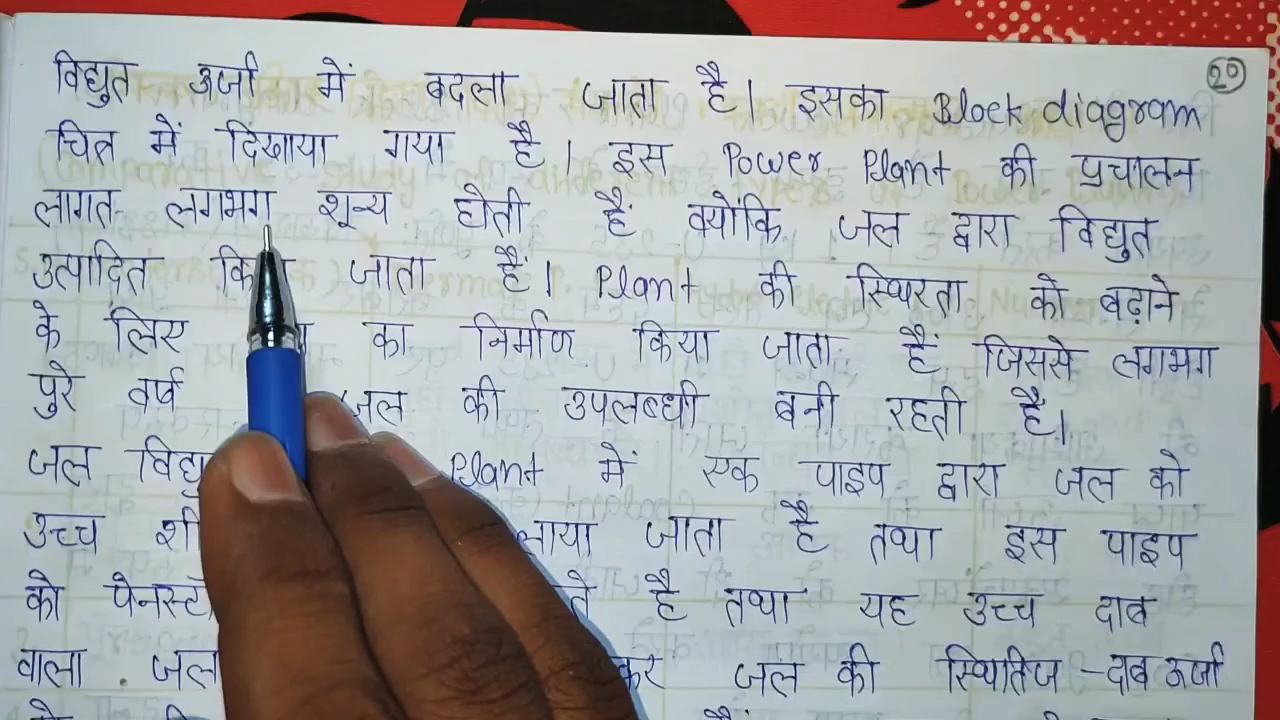 20
विद्युत ऊर्जा में बदला जाता है। इसका Block diagram
चित्र में दिखाया गया है। इस Power Plant की प्रचालन
लागत लगभग शून्य होती है क्योंकि जल द्वारा विद्युत
उत्पादित जाता हैं। Plant की स्थिरता को बढ़ाने
के लिए का निर्माण किया जाता हैं जिससे लगभग
पुरे वर्ष जल की उपलब्धी बनी रहती हैं।
जल Plant में एक पाइप द्वारा जल को
उच्च लाया जाता है तथा इस पाइप
को है तथा यह उच्च दाब
वाला जल कर जल की स्थितिज -दाब ऊर्जा